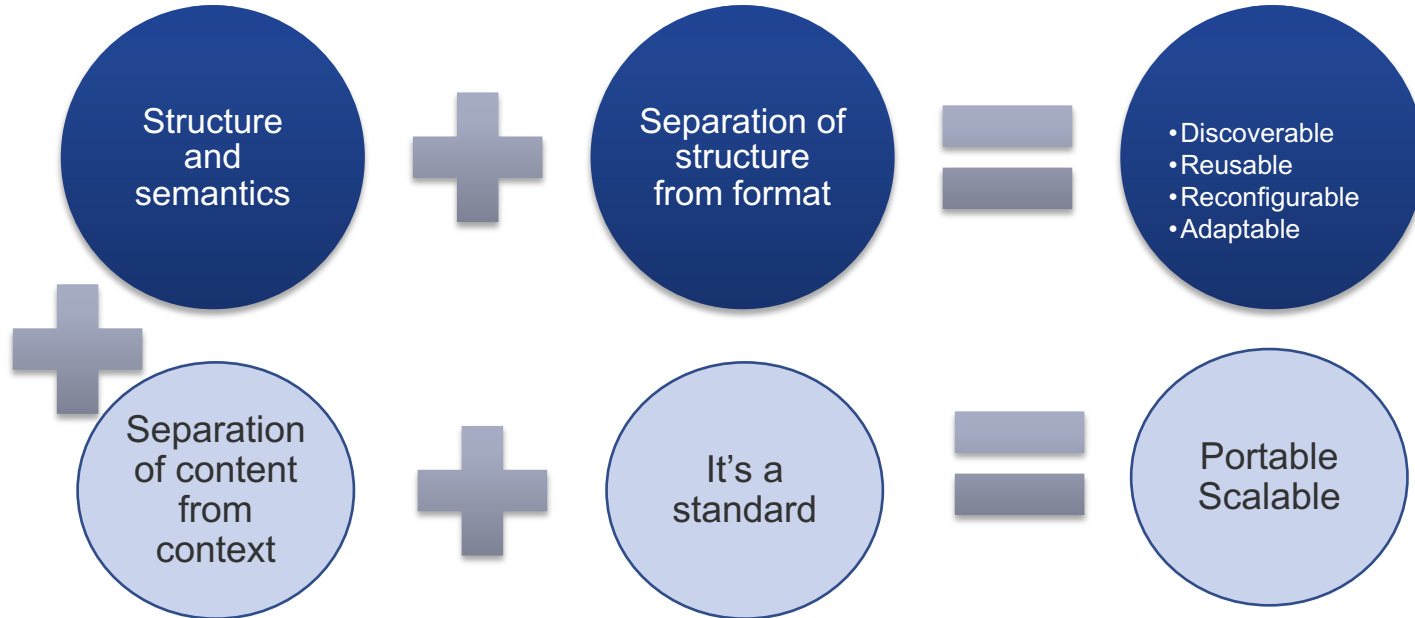 Structure
and
semantics
Separation of
structure
from format
•Discoverable
•Reusable
•Reconfigurable
•Adaptable
Separation
of content
from
context
It’s a
standard
Portable
Scalable